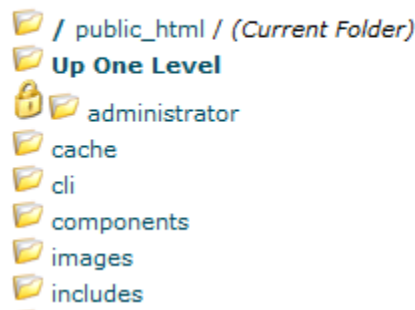 / public_html / (Current Folder)
Up One Level
administrator
cache
cli
components
images
includes